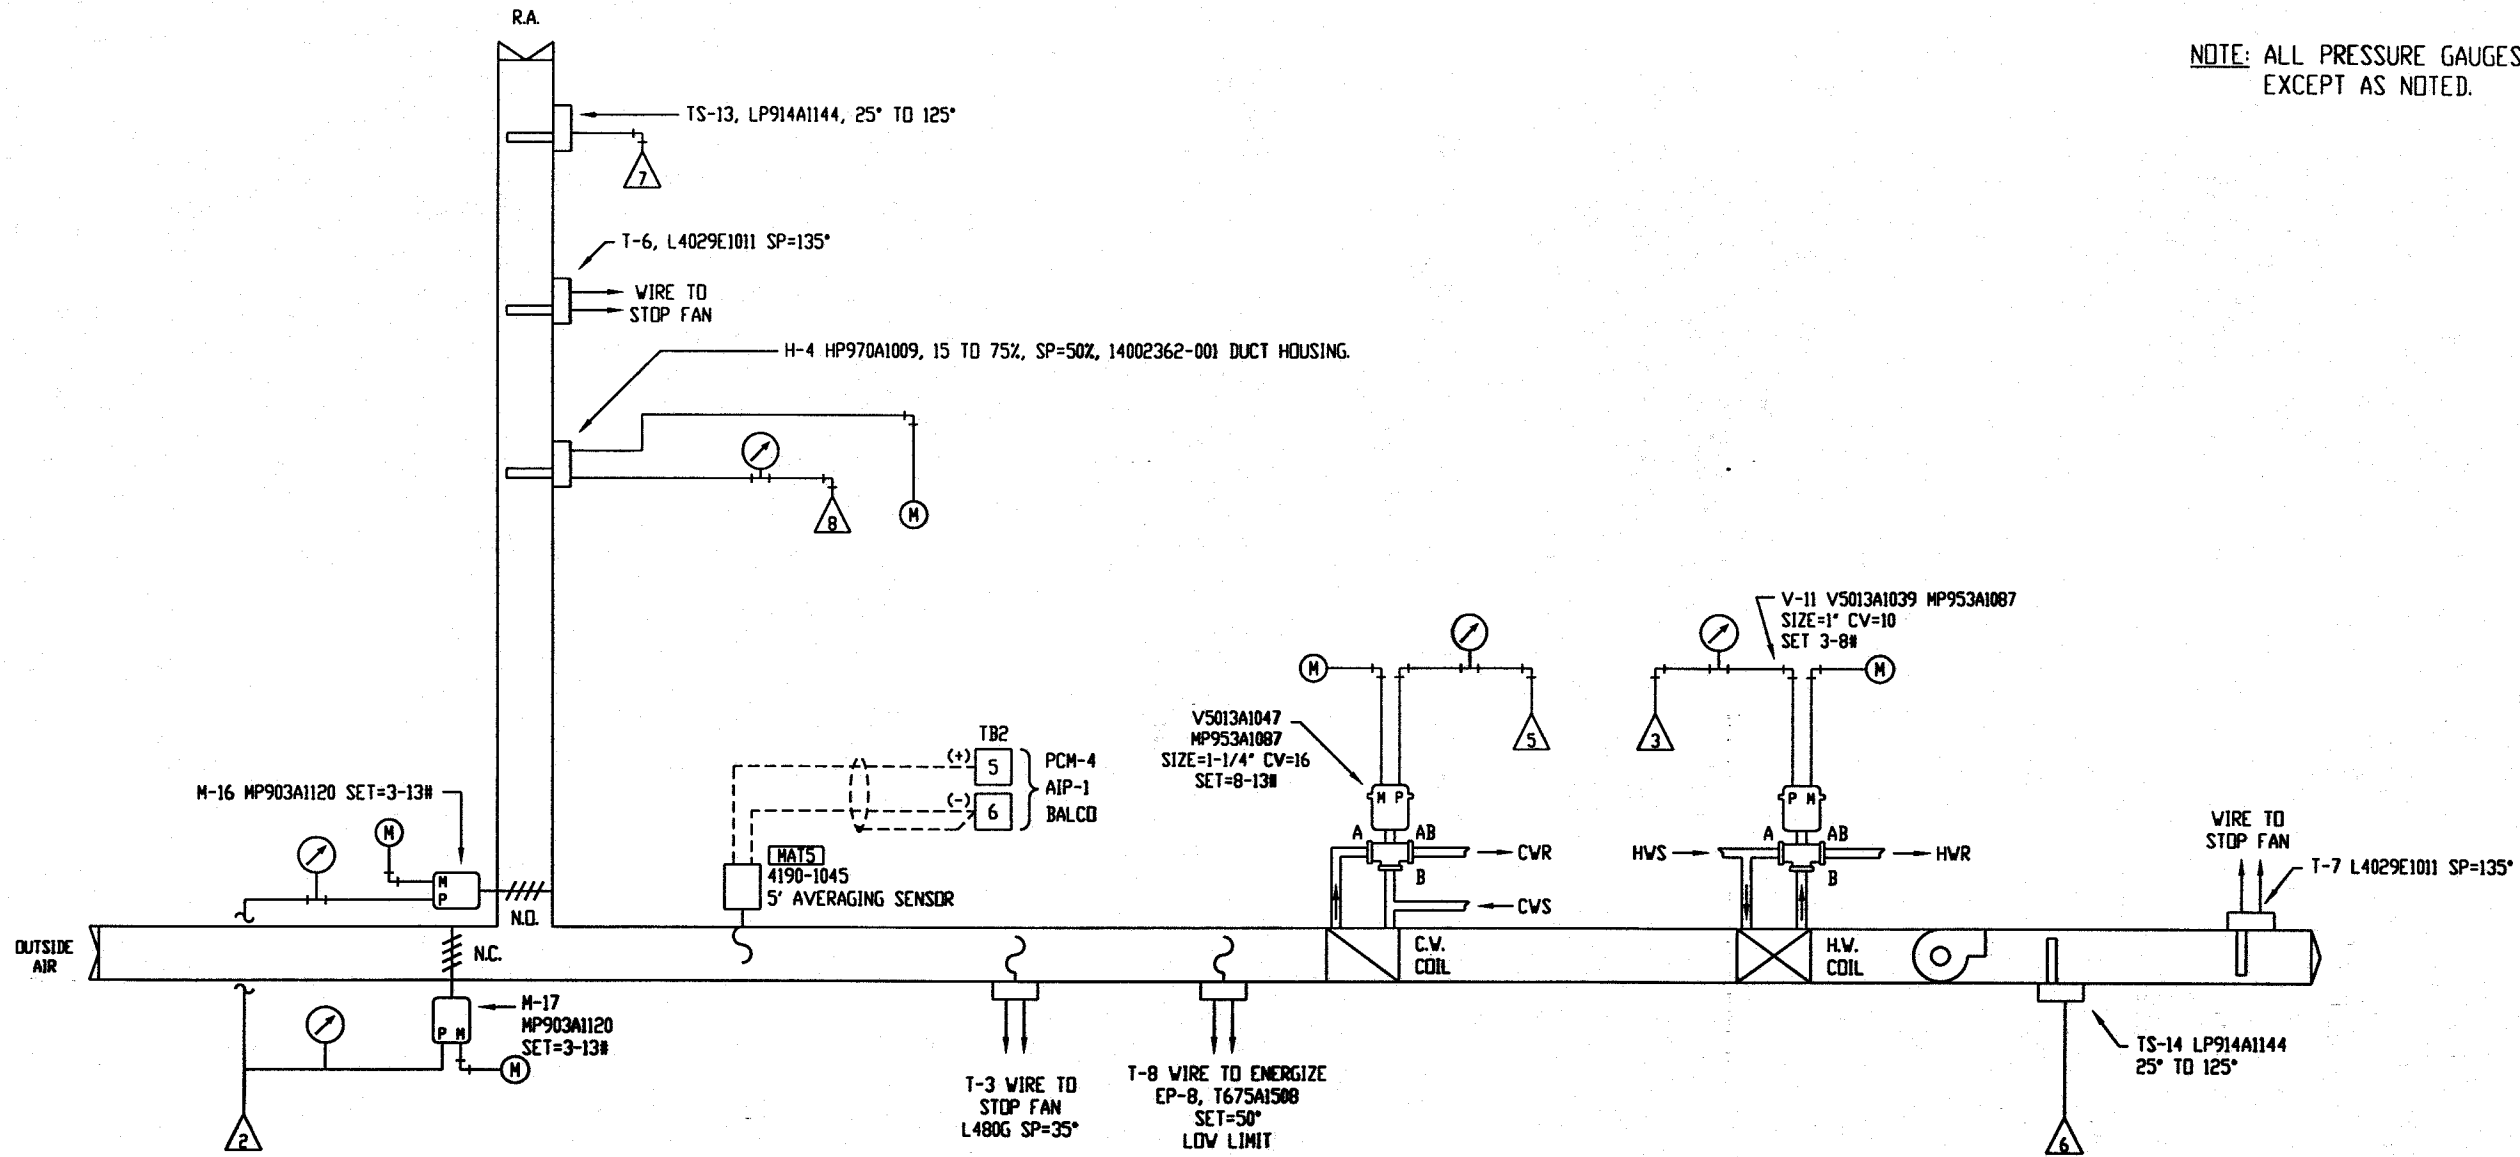 R.A.
NOTE: ALL PRESSURE GAUGES
EXCEPT AS NOTED.
TS-13, LP914A1144, 25° TO 125°
7
T-6, L4029E1011 SP=135°
WIRE TO
STOP FAN
H-4 HP970A1009, 15 TO 75%, SP=50%, 14002362-001 DUCT HOUSING.
8
M
V-11 V5013A1039 MP953A1087
SIZE=1" CV=10
SET 3-8#
M
M
V5013A1047
MP953A1087
SIZE=1-1/4" CV=16
SET=8-13#
5
3
TB2
(+)
5
PCM-4
AIP-1
(-)
6
BALCO
M-16 MP903A1120 SET=3-13#
M
M P
P M
A
AB
A
AB
MAT5
4190-1045
5' AVERAGING SENSOR
CWR
HWS
HWR
B
B
CWS
WIRE TO
STOP FAN
T-7 L4029E1011 SP=135°
M
P
N.O.
OUTSIDE
AIR
N.C.
C.W.
COIL
H.W.
COIL
M-17
MP903A1120
SET=3-13#
P M
M
2
T-3 WIRE TO
STOP FAN
L480G SP=35°
T-8 WIRE TO ENERGIZE
EP-8, T675A1508
SET=50°
LOW LIMIT
TS-14 LP914A1144
25° TO 125°
6